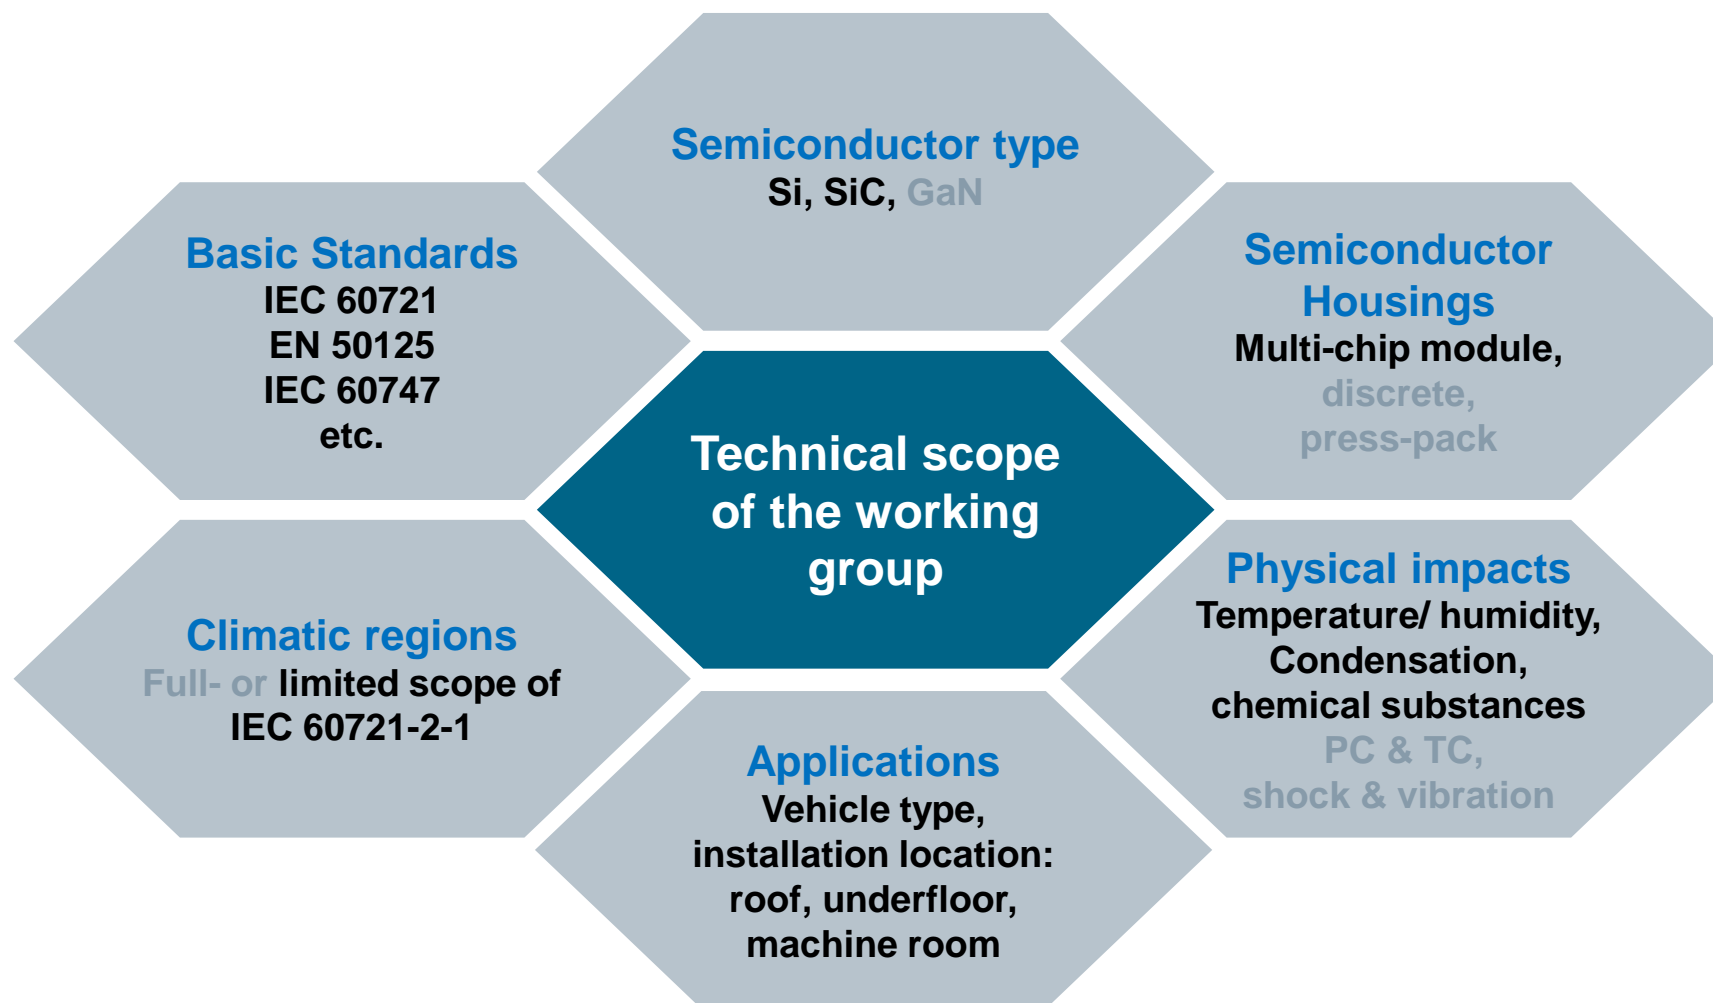 Semiconductor type
Si, SiC, GaN
Basic Standards
IEC 60721
EN 50125
IEC 60747
etc.
Semiconductor
Housings
Multi-chip module,
discrete,
press-pack
Technical scope
of the working
group
Climatic regions
Full- or limited scope of
IEC 60721-2-1
Physical impacts
Temperature/ humidity,
Condensation,
chemical substances
PC & TC,
shock & vibration
Applications
Vehicle type,
installation location:
roof, underfloor,
machine room